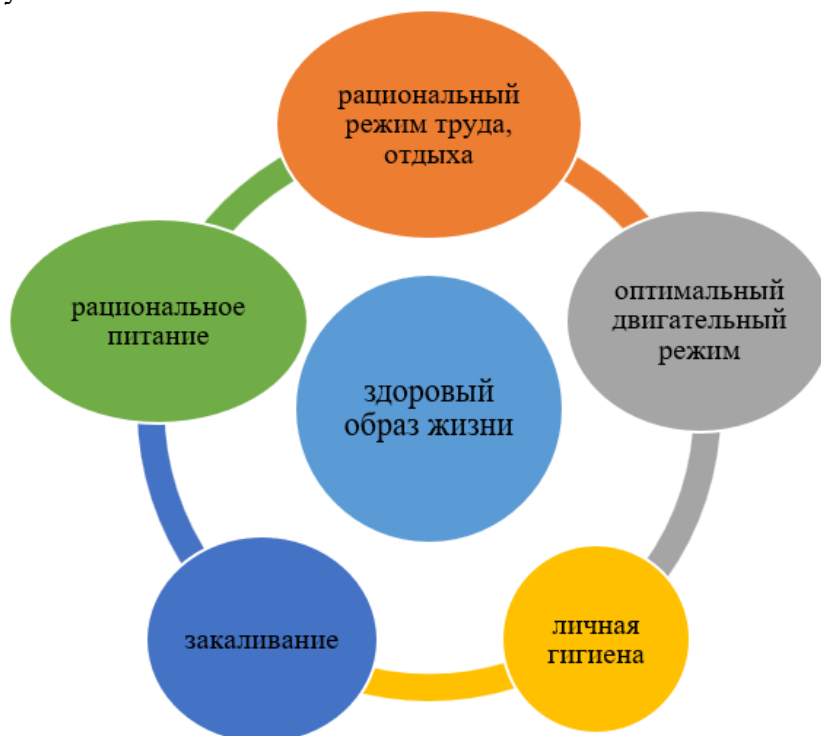 рациональный
режим труда,
отдыха
оптимальный
двигательный
режим
рациональное
питание
здоровый
образ жизни
закаливание
личная
гигиена